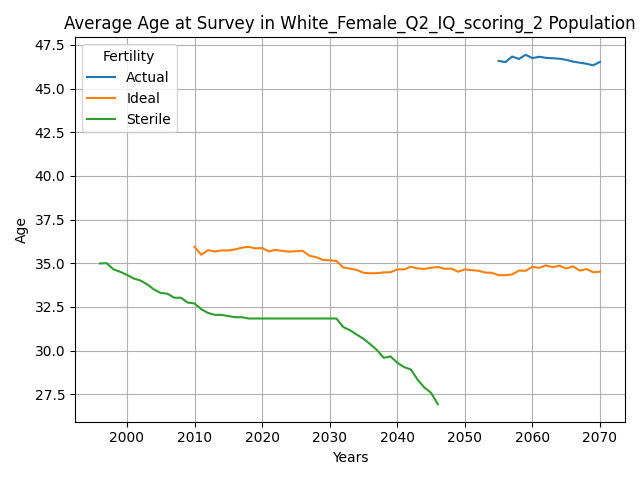 Average Age at Survey in White_Female_Q2_IQ_scoring_2 Population
Fertility
Actual
Ideal
Sterile
Age
47.5
45.0
42.5
40.0
37.5
35.0
32.5
30.0
27.5
2000 2010 2020 2030 2040 2050 2060 2070
Years